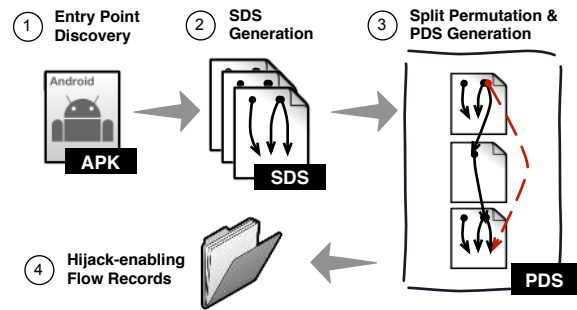 1 Entry Point
Discovery
2 SDS
Generation
3 Split Permutation &
PDS Generation
Android
APK
SDS
PDS
4 Hijack-enabling
Flow Records